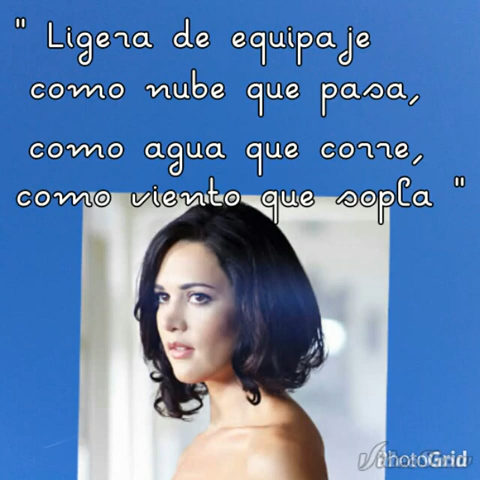 " Ligera de equipaje
como nube que pasa,
como agua que corre,
como viento que sopla "
PhotoGrid